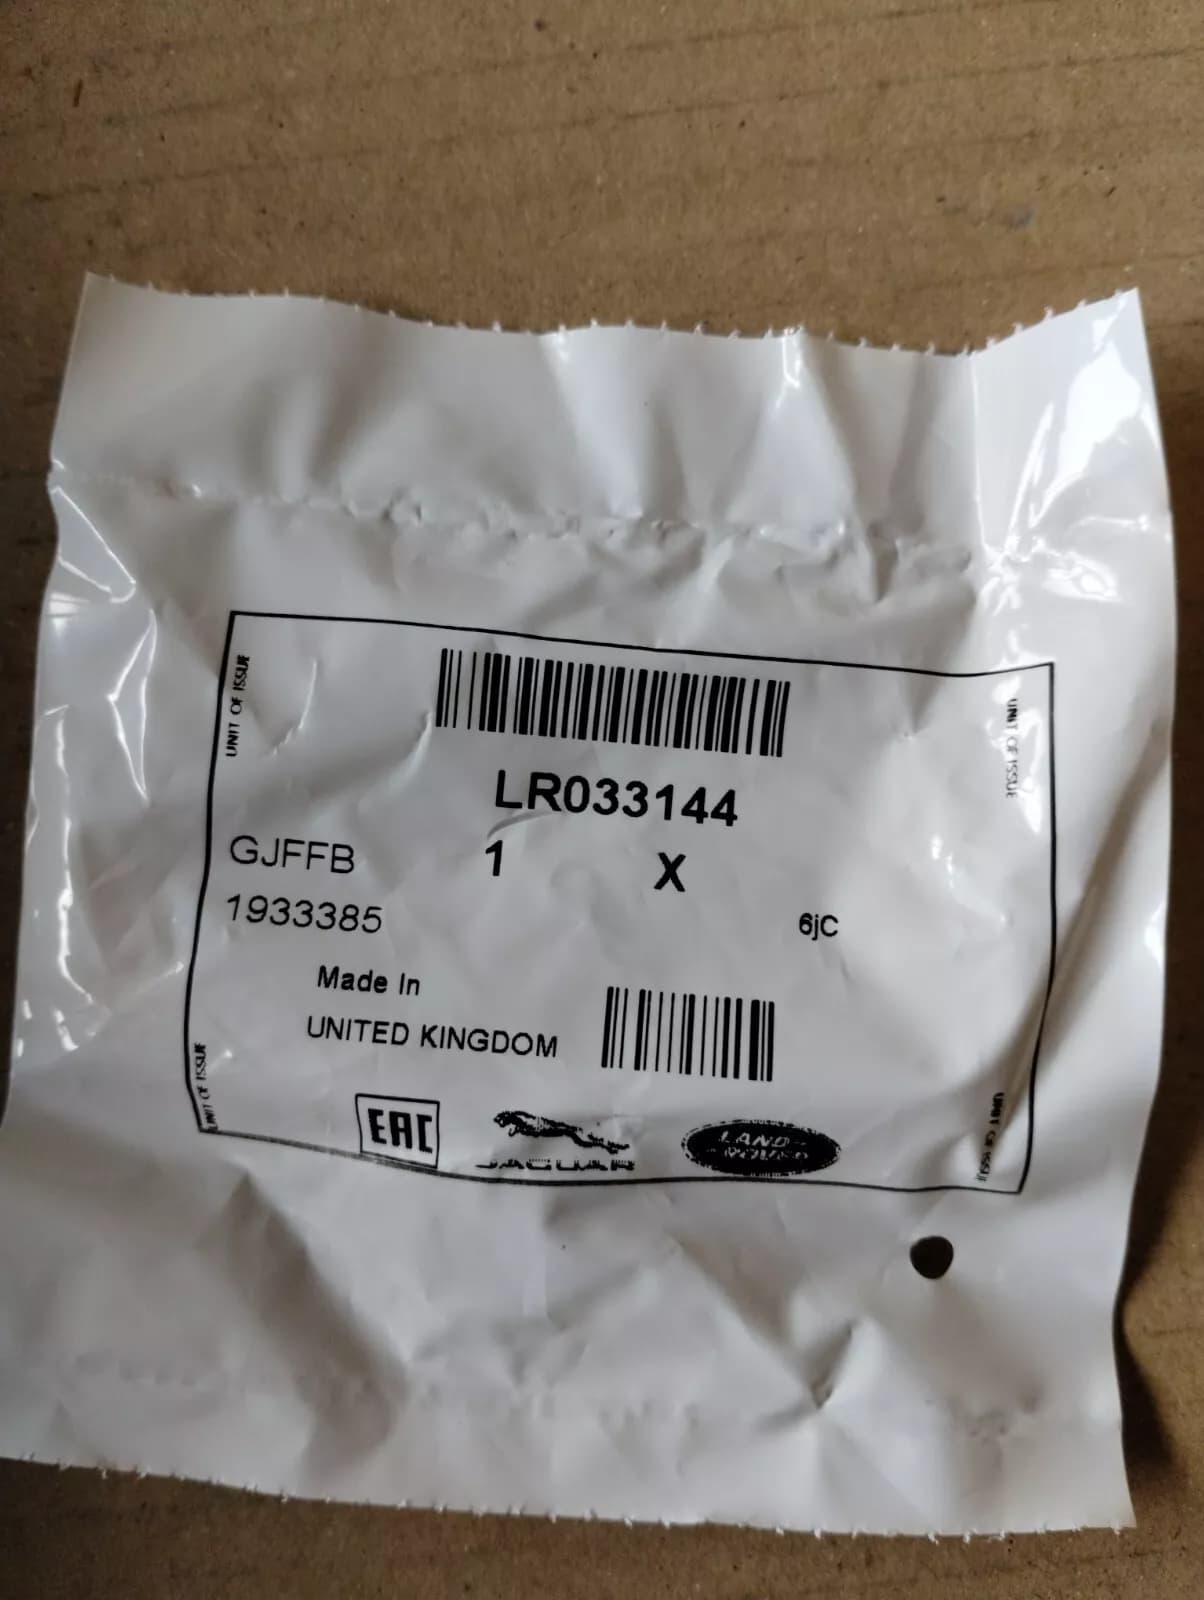 UNIT OF ISSUE
UNIT OF ISSUE
LR033144
GJFFB 1 X
1933385 6jC
Made In
UNITED KINGDOM
UNIT OF ISSUE
UNIT OF ISSUE
EAC
JAGUAR
LAND-
ROVER